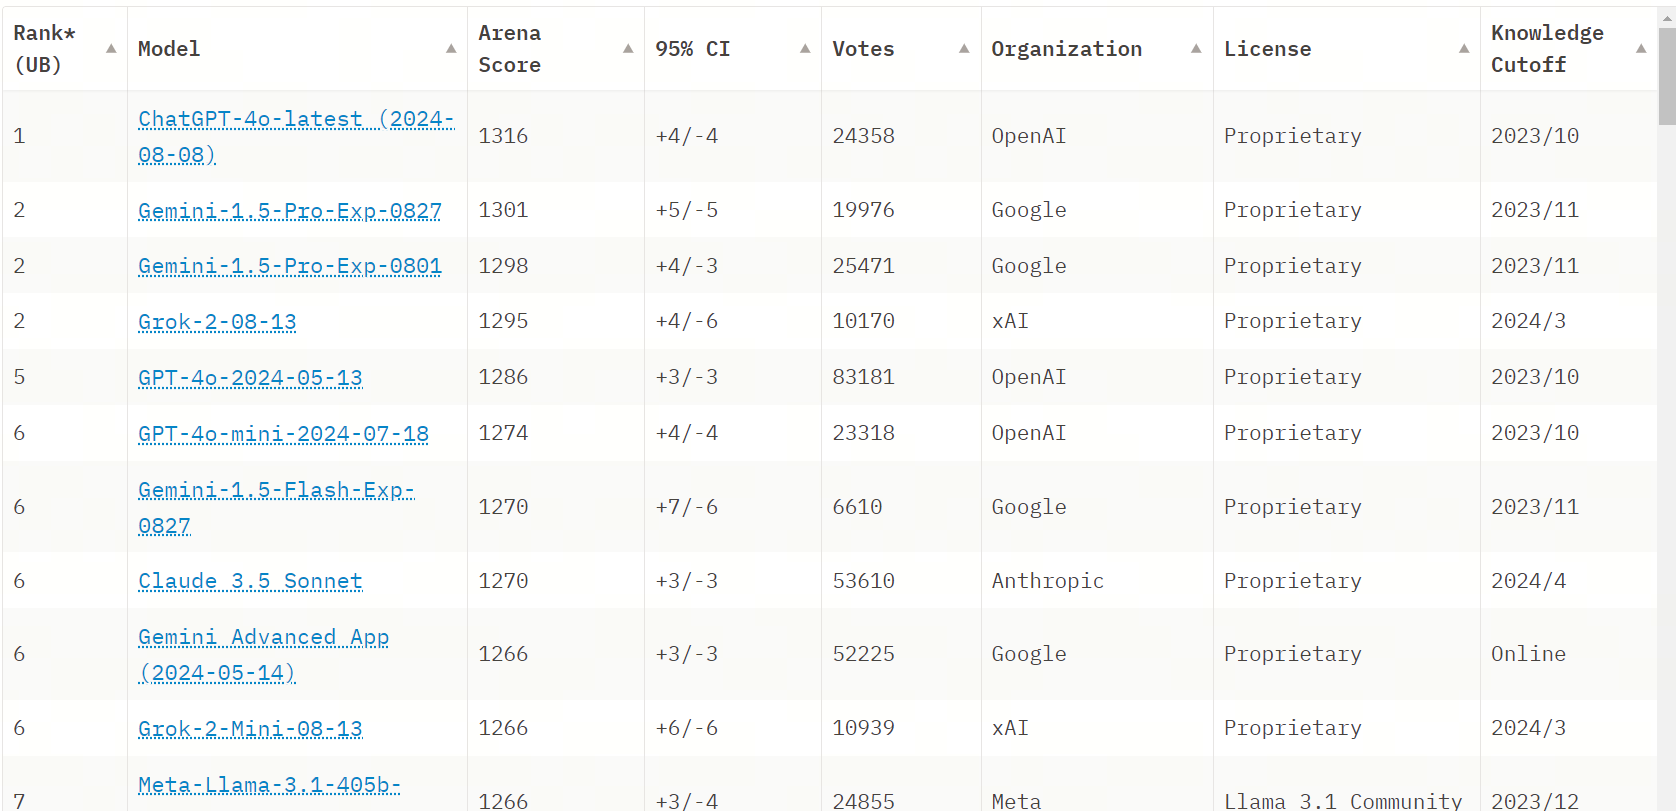 Rank* (UB) Model Arena Score 95% CI Votes Organization License Knowledge Cutoff
1 ChatGPT-4o-latest (2024-08-08) 1316 +4/-4 24358 OpenAI Proprietary 2023/10
2 Gemini-1.5-Pro-Exp-0827 1301 +5/-5 19976 Google Proprietary 2023/11
2 Gemini-1.5-Pro-Exp-0801 1298 +4/-3 25471 Google Proprietary 2023/11
2 Grok-2-08-13 1295 +4/-6 10170 xAI Proprietary 2024/3
5 GPT-4o-2024-05-13 1286 +3/-3 83181 OpenAI Proprietary 2023/10
6 GPT-4o-mini-2024-07-18 1274 +4/-4 23318 OpenAI Proprietary 2023/10
6 Gemini-1.5-Flash-Exp-0827 1270 +7/-6 6610 Google Proprietary 2023/11
6 Claude 3.5 Sonnet 1270 +3/-3 53610 Anthropic Proprietary 2024/4
6 Gemini Advanced App (2024-05-14) 1266 +3/-3 52225 Google Proprietary Online
6 Grok-2-Mini-08-13 1266 +6/-6 10939 xAI Proprietary 2024/3
7 Meta-Llama-3.1-405b- 1266 +3/-4 24855 Meta Llama 3.1 Community 2023/12